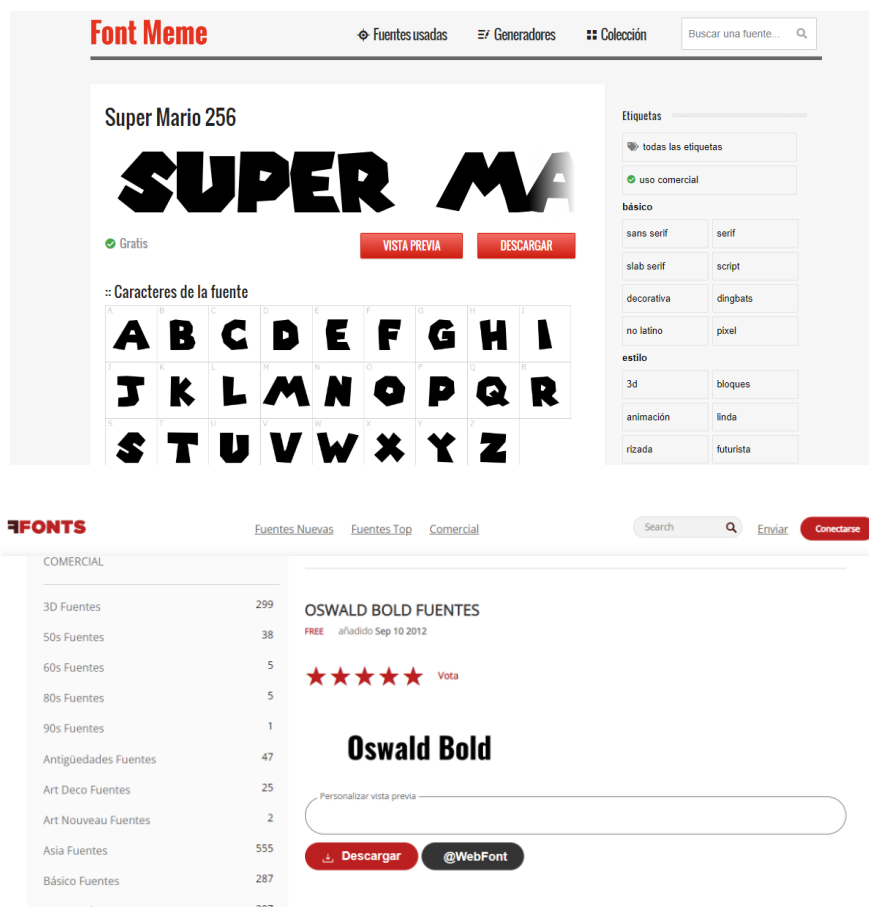 Font Meme
Fuentes usadas Generadores Colección Buscar una fuente...
Super Mario 256
SUPER MA
Gratis VISTA PREVIA DESCARGAR
:: Caracteres de la fuente
A B C D E F G H I
A B C D E F G H I
J K L M N O P Q R
J K L M N O P Q R
S T U V W X Y Z
S T U V W X Y Z
Etiquetas
todas las etiquetas
uso comercial
básico
sans serif serif
slab serif script
decorativa dingbats
no latino pixel
estilo
3d bloques
animación linda
rizada futurista
FFONTS
Fuentes Nuevas Fuentes Top Comercial Search Enviar Conectarse
COMERCIAL
3D Fuentes 299
50s Fuentes 38
60s Fuentes 5
80s Fuentes 5
90s Fuentes 1
Antigüedades Fuentes 47
Art Deco Fuentes 25
Art Nouveau Fuentes 2
Asia Fuentes 555
Básico Fuentes 287
OSWALD BOLD FUENTES
FREE añadido Sep 10 2012
Vota
Oswald Bold
Personalizar vista previa
Descargar @WebFont